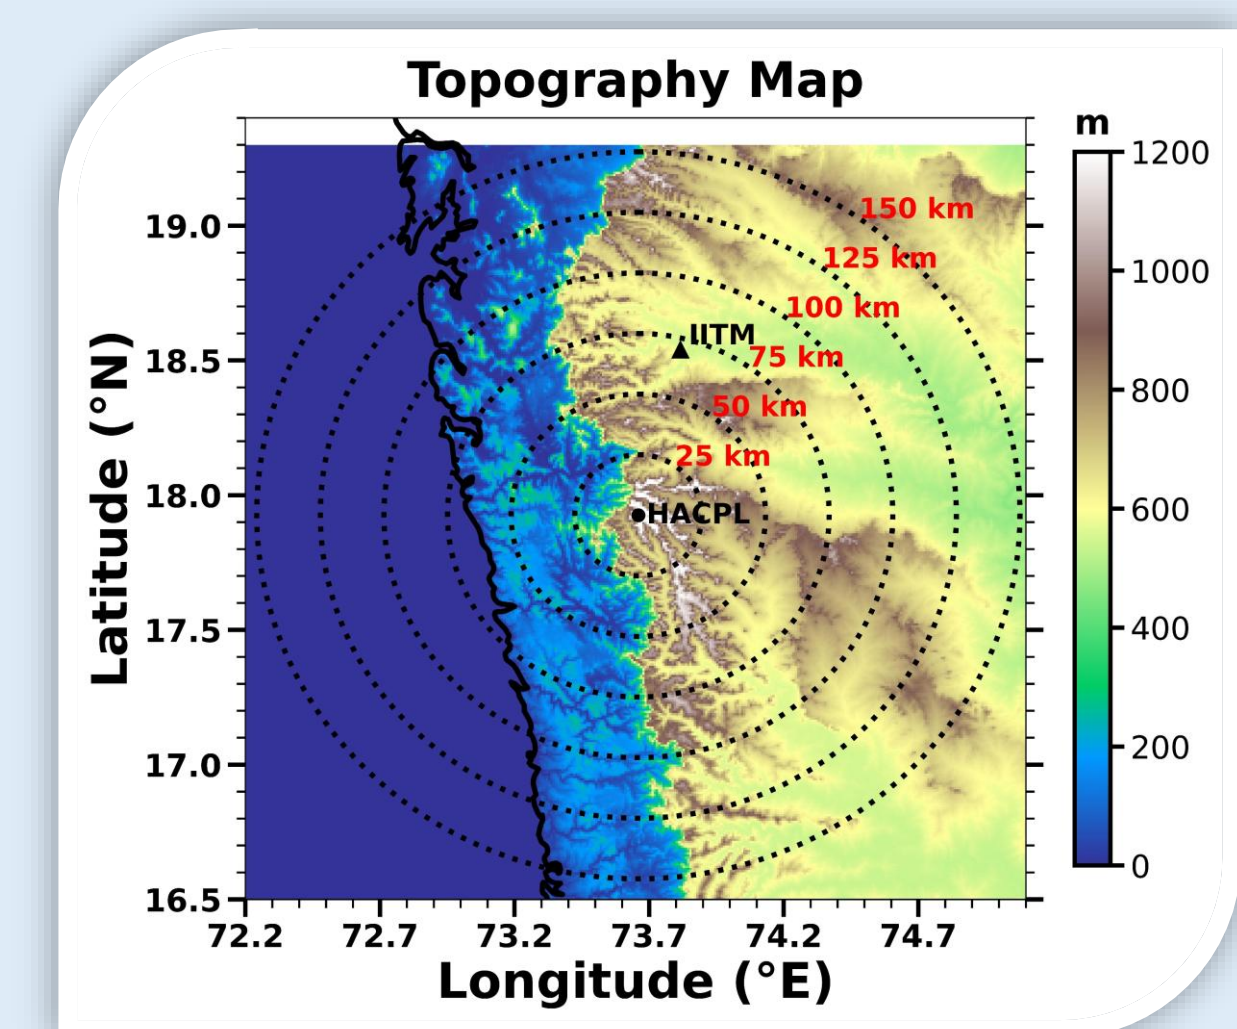 Topography Map
m
1200
1000
800
600
400
200
0
150 km
125 km
100 km
75 km
50 km
25 km
IITM
HACPL
Latitude (°N)
19.0
18.5
18.0
17.5
17.0
16.5
72.2 72.7 73.2 73.7 74.2 74.7
Longitude (°E)